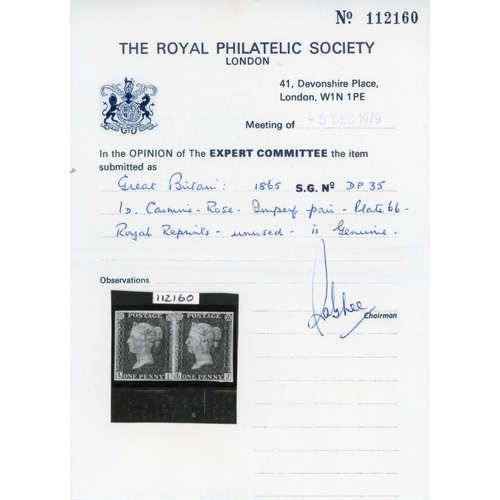 Nº 112160
THE ROYAL PHILATELIC SOCIETY
LONDON
41, Devonshire Place,
London, W1N 1PE
Meeting of -5 DEC 1979
In the OPINION of The EXPERT COMMITTEE the item
submitted as
Great Britain: 1865 S.G. Nº DP35
1D. Carmine-Rose- Imperf pair - Plate 66 -
Royal Reprints - unused - is Genuine.
Observations
Chairman
112160
POSTAGE POSTAGE
L ONE PENNY I L ONE PENNY J